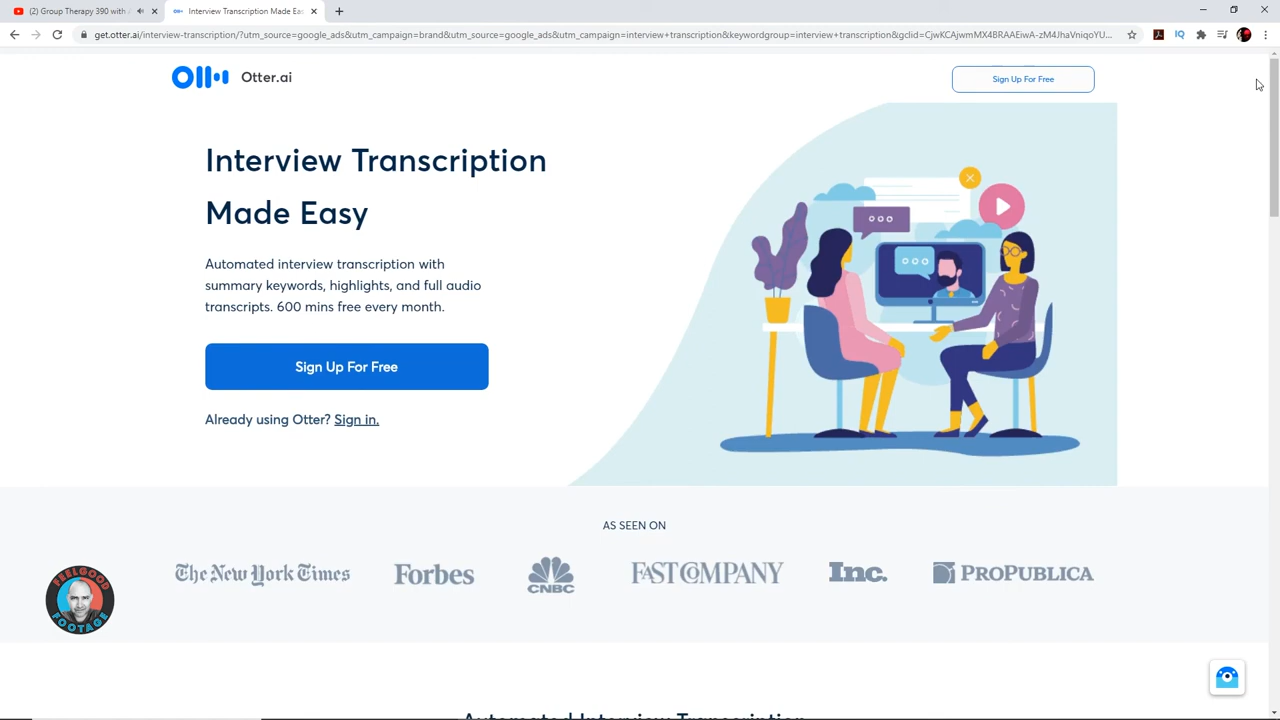 (2) Group Therapy 390 with
Interview Transcription Made Eas
get.otter.ai/interview-transcription/?utm_source=google_ads&utm_campaign=brand&utm_source=google_ads&utm_campaign=interview+transcription&keywordgroup=interview+transcription&gclid=CjwKCAjwmMX4BRAAEiwA-zM4JhaVniqoYU...
IQ
Otter.ai
Sign Up For Free
Interview Transcription
Made Easy
Automated interview transcription with
summary keywords, highlights, and full audio
transcripts. 600 mins free every month.
Sign Up For Free
Already using Otter? Sign in.
AS SEEN ON
The New York Times
Forbes
CNBC
FAST COMPANY
Inc.
PROPUBLICA
FEELGOOD
FOOTAGE
Automated Interview Transcription